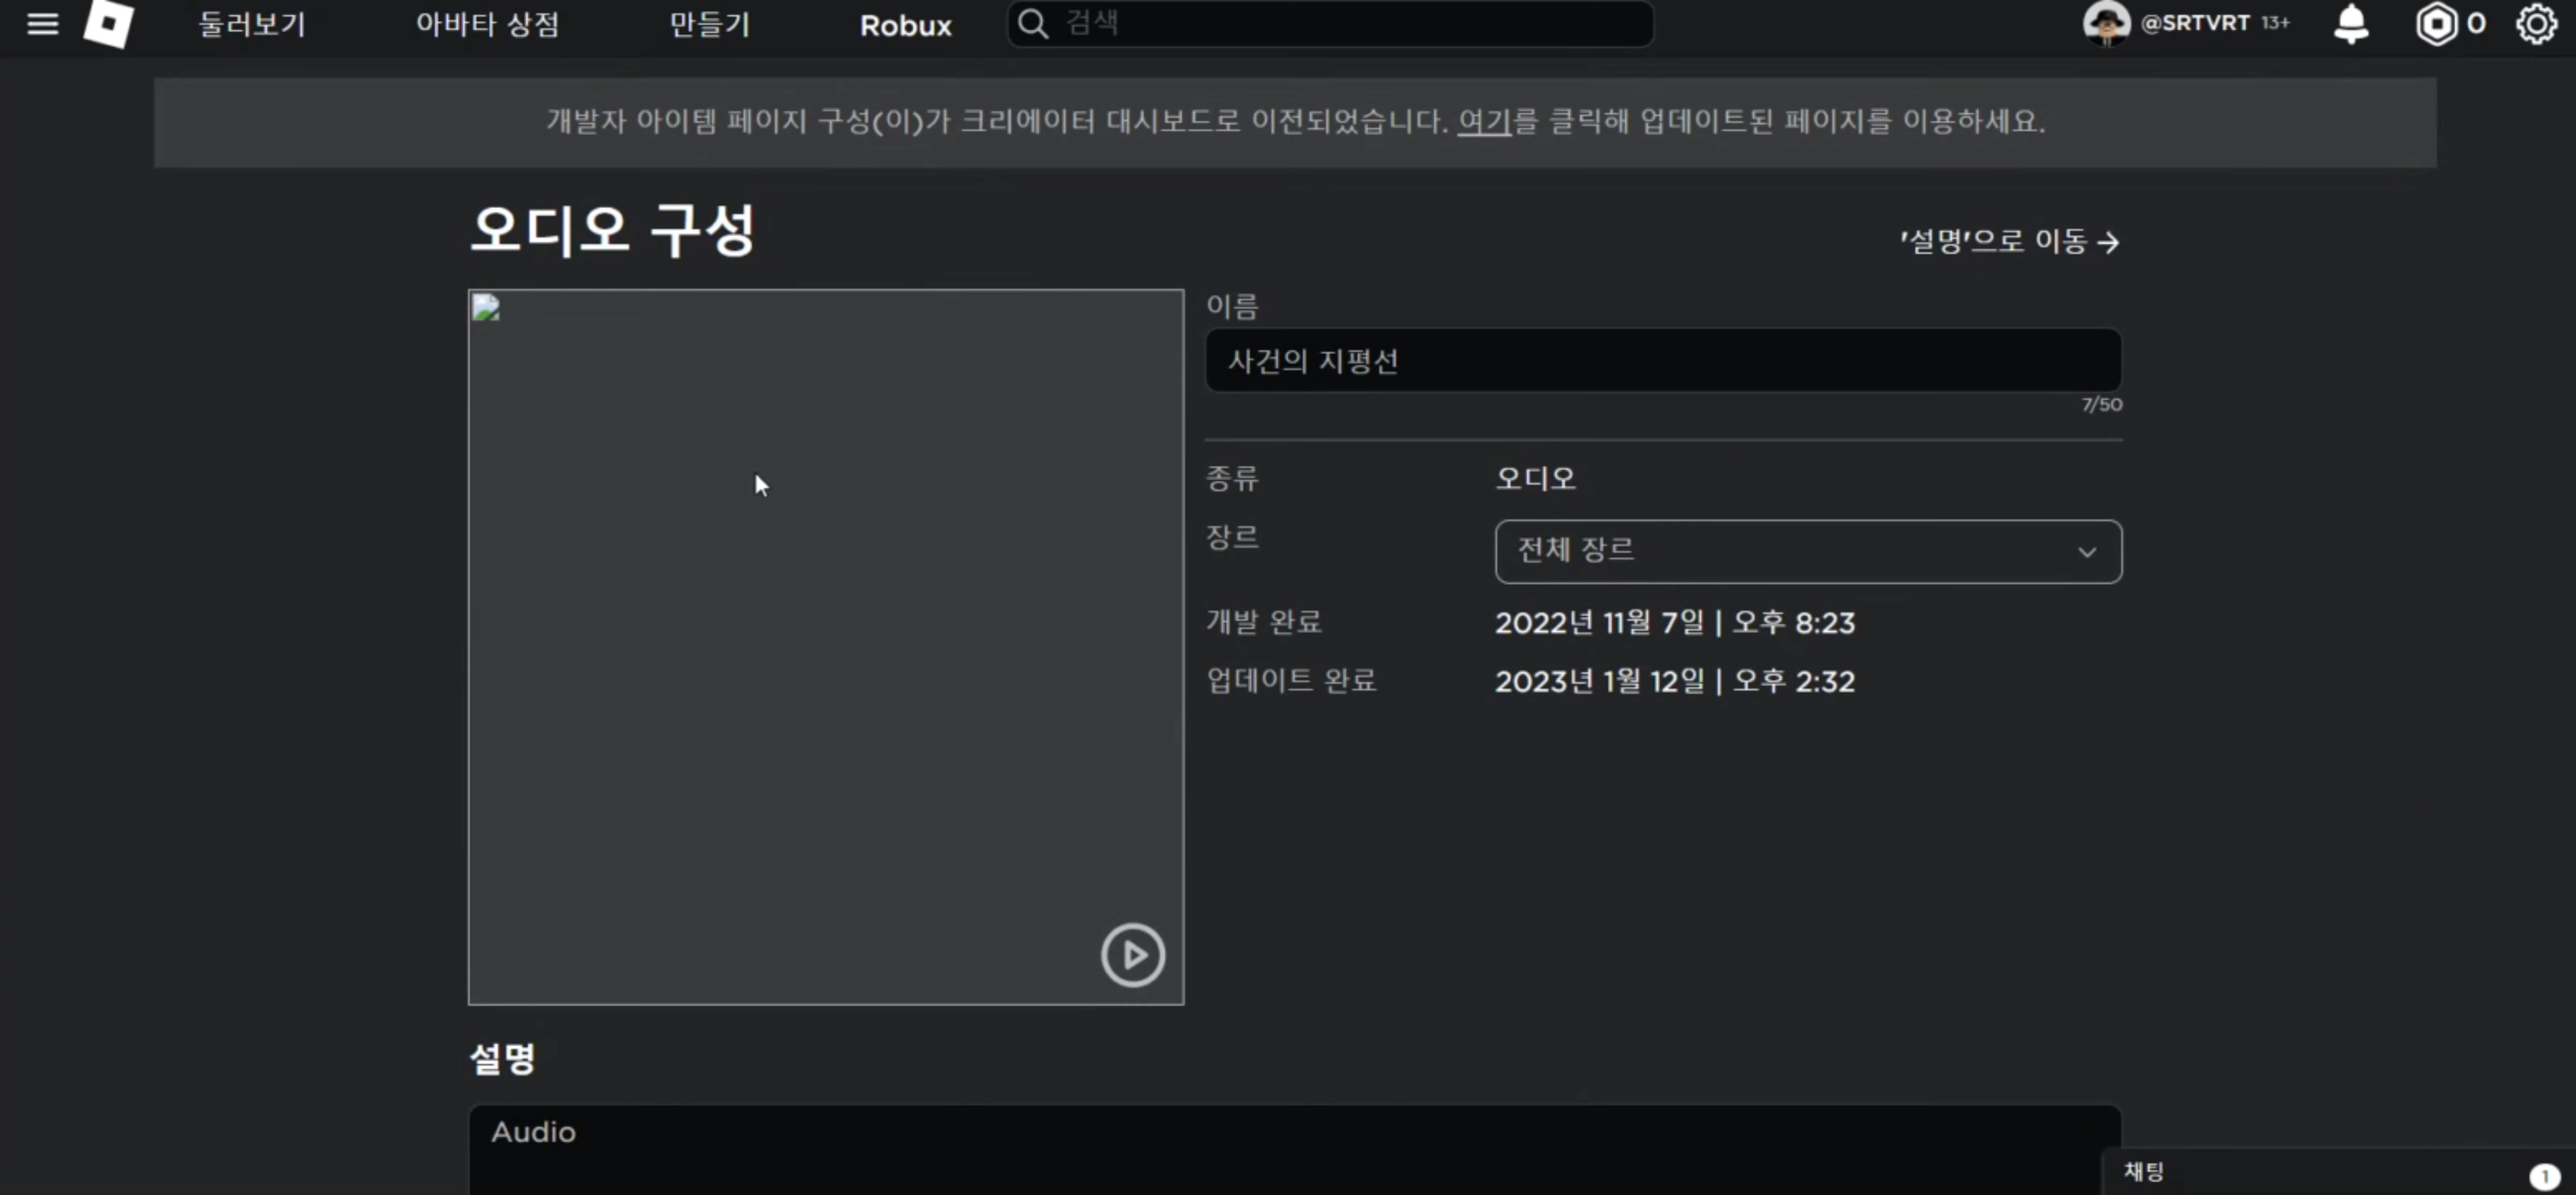 둘러보기 아바타 상점 만들기 Robux 검색 @SRTVRT 13+ 0
개발자 아이템 페이지 구성(이)가 크리에이터 대시보드로 이전되었습니다. 여기를 클릭해 업데이트된 페이지를 이용하세요.
오디오 구성
'설명'으로 이동 →
이름
사건의 지평선
7/50
종류 오디오
장르 전체 장르
개발 완료 2022년 11월 7일 | 오후 8:23
업데이트 완료 2023년 1월 12일 | 오후 2:32
설명
Audio
채팅 1